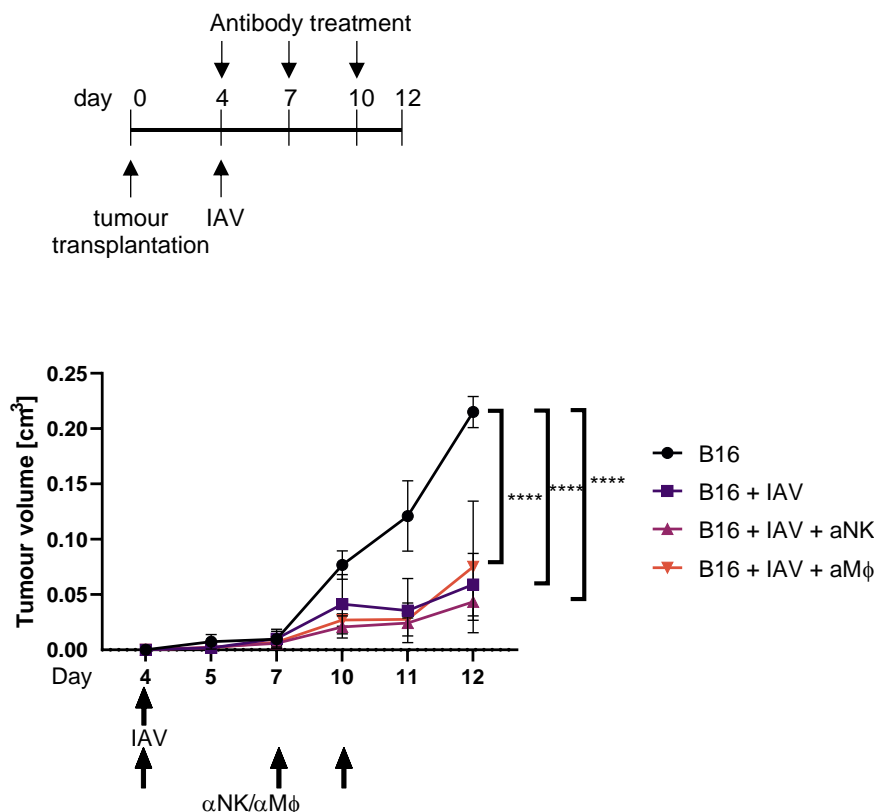 Antibody treatment
day 0 4 7 10 12
tumour transplantation
IAV
0.25
0.20
0.15
0.10
0.05
0.00
Tumour volume [cm³]
Day 4 5 7 10 11 12
**** **** ****
B16
B16 + IAV
B16 + IAV + aNK
B16 + IAV + aMϕ
IAV
αNK/αMϕ